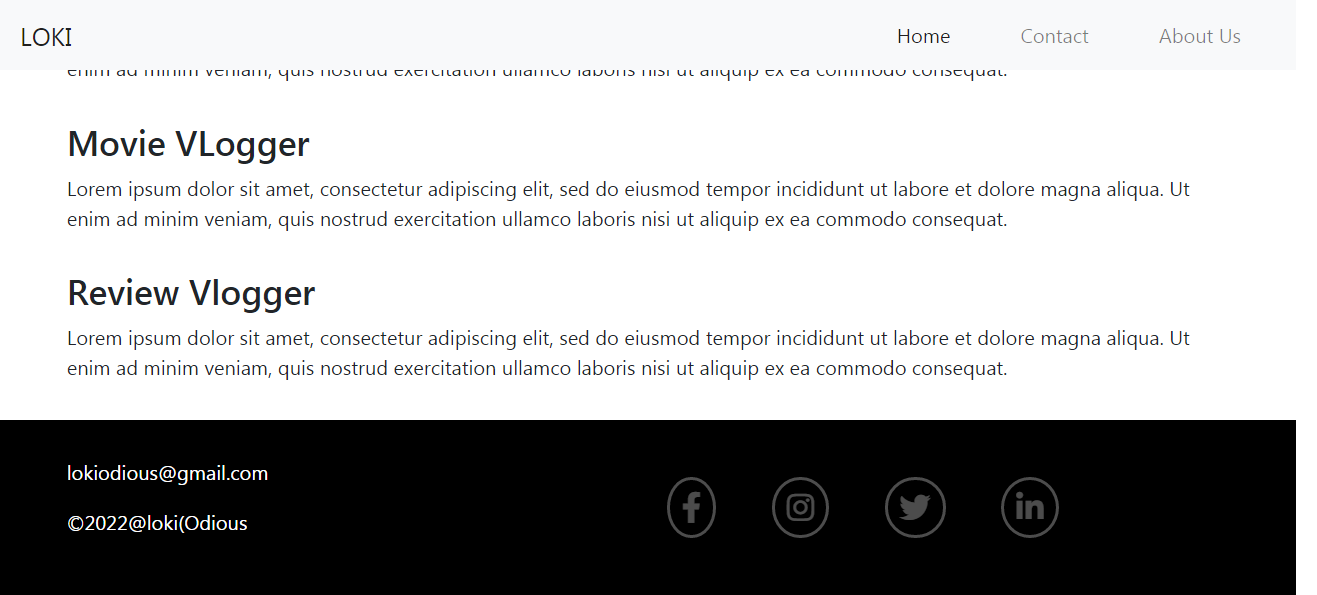 LOKI
Home
Contact
About Us
enim ad minim veniam, quis nostrud exercitation ullamco laboris nisi ut aliquip ex ea commodo consequat.
Movie VLogger
Lorem ipsum dolor sit amet, consectetur adipiscing elit, sed do eiusmod tempor incididunt ut labore et dolore magna aliqua. Ut
enim ad minim veniam, quis nostrud exercitation ullamco laboris nisi ut aliquip ex ea commodo consequat.
Review Vlogger
Lorem ipsum dolor sit amet, consectetur adipiscing elit, sed do eiusmod tempor incididunt ut labore et dolore magna aliqua. Ut
enim ad minim veniam, quis nostrud exercitation ullamco laboris nisi ut aliquip ex ea commodo consequat.
lokiodious@gmail.com
©2022@loki(Odious